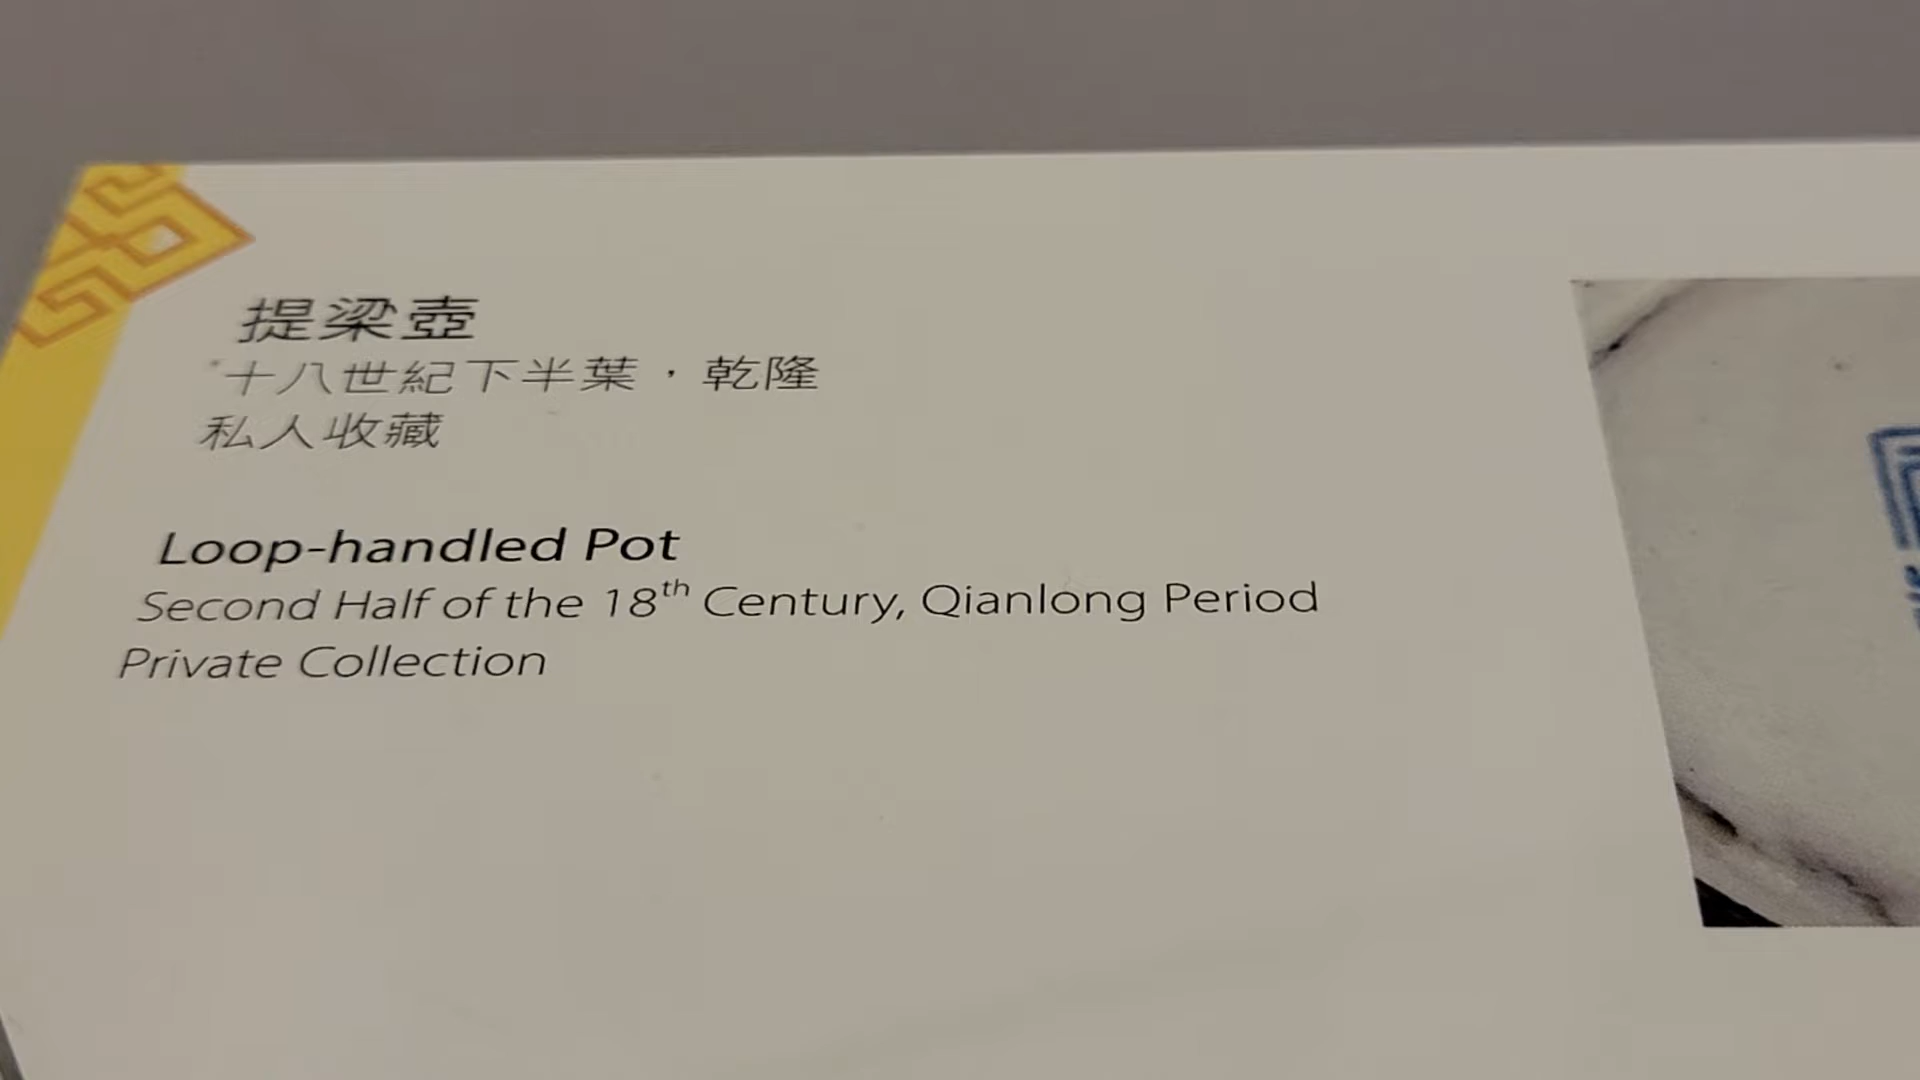 提梁壺
十八世紀下半葉，乾隆
私人收藏
Loop-handled Pot
Second Half of the 18th Century, Qianlong Period
Private Collection